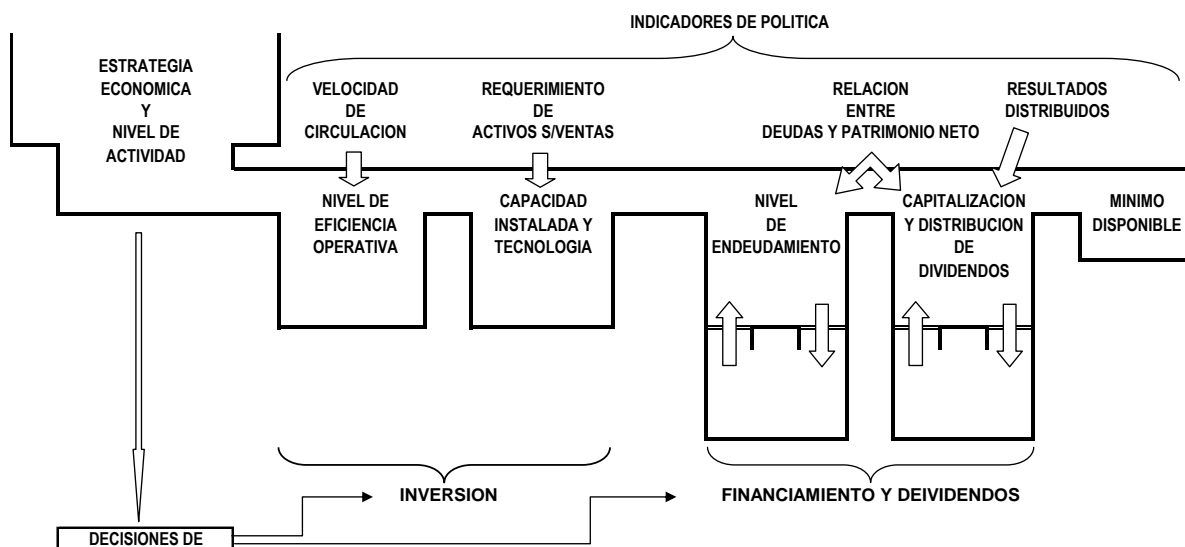 INDICADORES DE POLITICA
ESTRATEGIA
ECONOMICA
Y
NIVEL DE
ACTIVIDAD
VELOCIDAD
DE
CIRCULACION
REQUERIMIENTO
DE
ACTIVOS S/VENTAS
RELACION
ENTRE
DEUDAS Y PATRIMONIO NETO
RESULTADOS
DISTRIBUIDOS
NIVEL DE
EFICIENCIA
OPERATIVA
CAPACIDAD
INSTALADA Y
TECNOLOGIA
NIVEL
DE
ENDEUDAMIENTO
CAPITALIZACION
Y DISTRIBUCION
DE
DIVIDENDOS
MINIMO
DISPONIBLE
INVERSION
FINANCIAMIENTO Y DEIVIDENDOS
DECISIONES DE